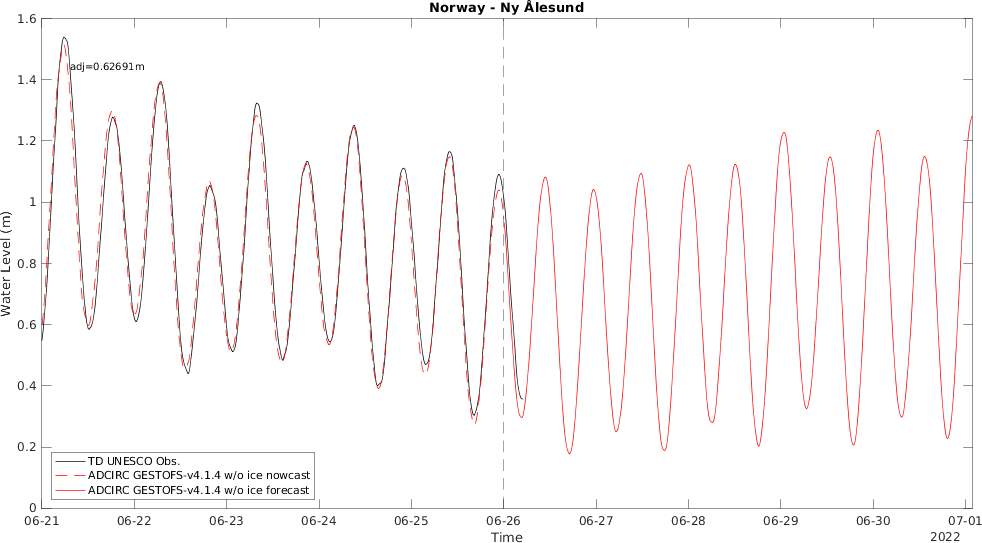 Norway - Ny Ålesund
adj=0.62691m
Water Level (m)
1.6
1.4
1.2
1
0.8
0.6
0.4
0.2
0
TD UNESCO Obs.
ADCIRC GESTOFS-v4.1.4 w/o ice nowcast
ADCIRC GESTOFS-v4.1.4 w/o ice forecast
06-21 06-22 06-23 06-24 06-25 06-26 06-27 06-28 06-29 06-30 07-01
Time
2022